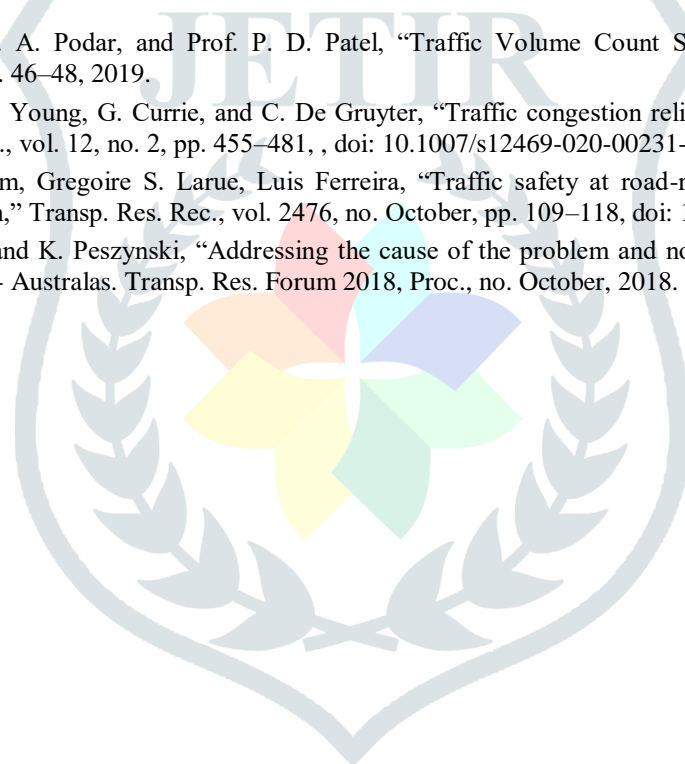 JETIR
. A. Podar, and Prof. P. D. Patel, “Traffic Volume Count S
. 46–48, 2019.
Young, G. Currie, and C. De Gruyter, “Traffic congestion reli
., vol. 12, no. 2, pp. 455–481, , doi: 10.1007/s12469-020-00231-
m, Gregoire S. Larue, Luis Ferreira, “Traffic safety at road-r
,” Transp. Res. Rec., vol. 2476, no. October, pp. 109–118, doi: 1
and K. Peszynski, “Addressing the cause of the problem and no
- Australas. Transp. Res. Forum 2018, Proc., no. October, 2018.